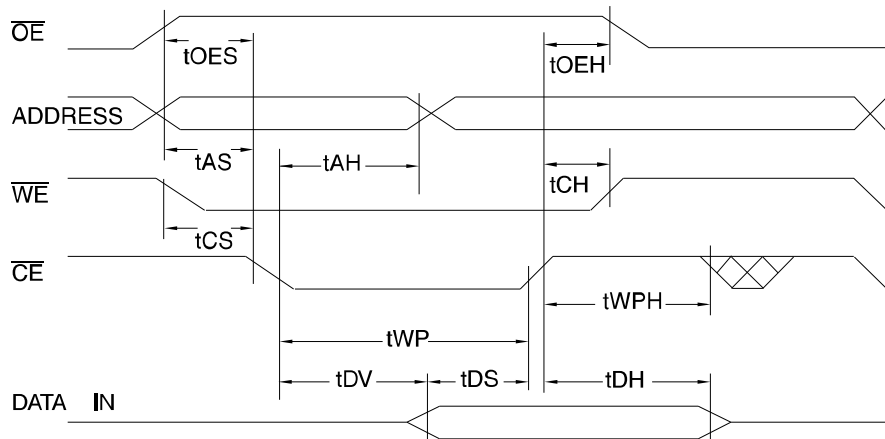 OE
tOES
tOEH
ADDRESS
tAS
tAH
tCH
WE
tCS
CE
tWPH
tWP
tDV
tDS
tDH
DATA IN